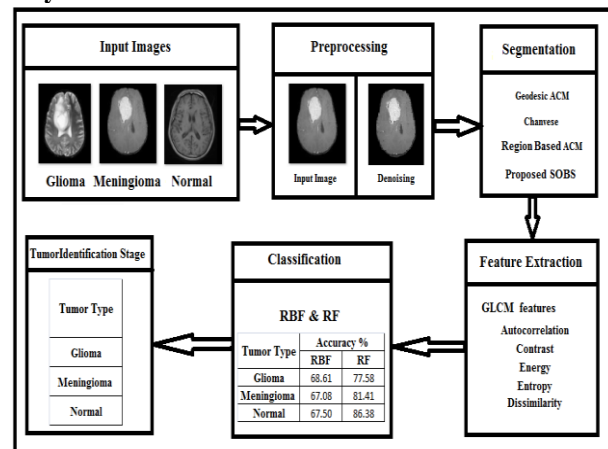 Input Images
Glioma Meningioma Normal
Preprocessing
Input Image Denoising
Segmentation
Geodesic ACM
Chanvese
Region Based ACM
Proposed SOBS
Feature Extraction
GLCM features
Autocorrelation
Contrast
Energy
Entropy
Dissimilarity
Classification
RBF & RF
Tumor Type Accuracy %
RBF RF
Glioma 68.61 77.58
Meningioma 67.08 81.41
Normal 67.50 86.38
TumorIdentification Stage
Tumor Type
Glioma
Meningioma
Normal